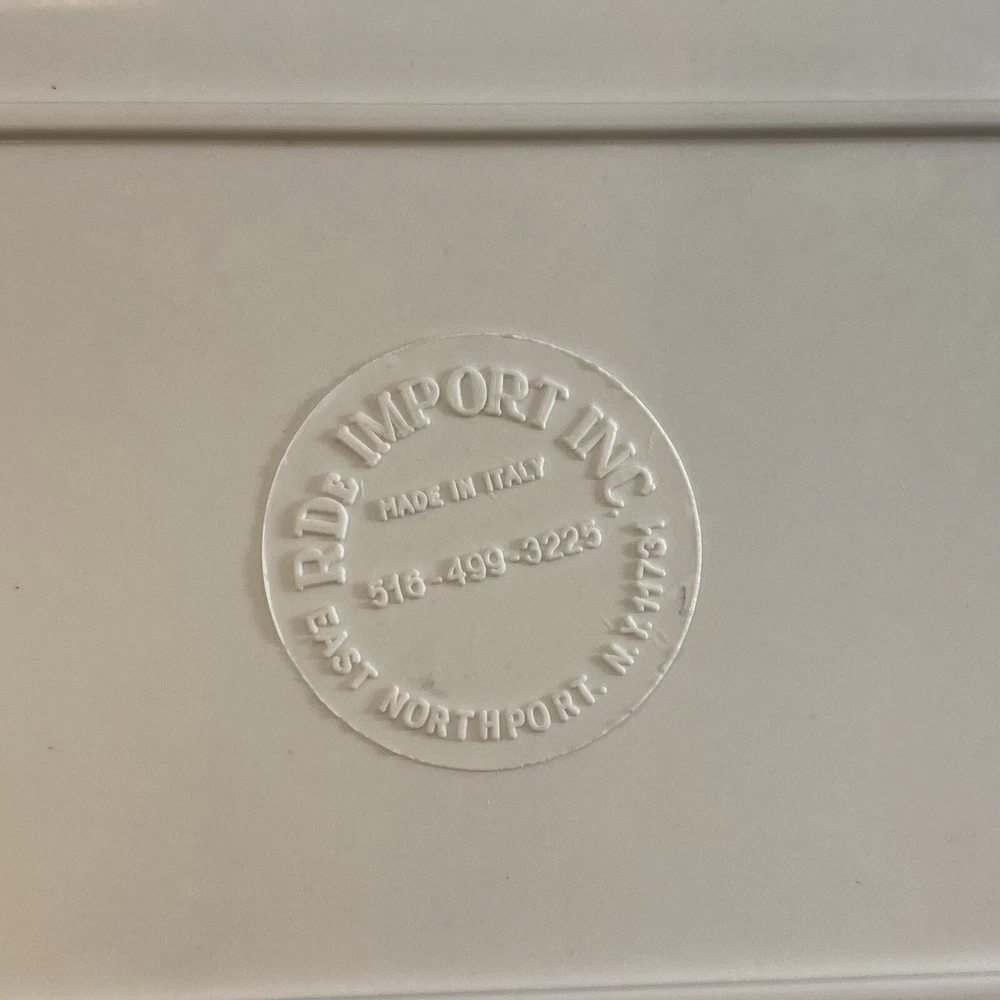 RDE IMPORT INC
MADE IN ITALY
516-499-3225
EAST NORTHPORT. N.Y. 11731